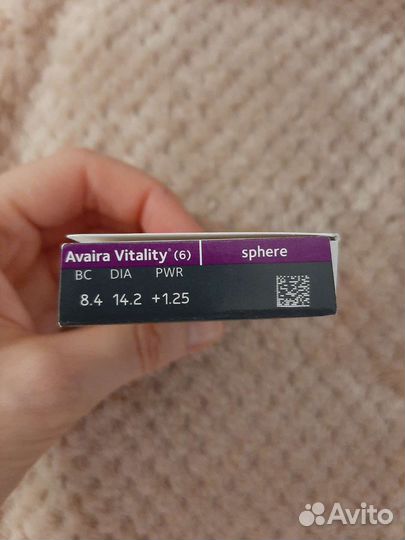 Avaira Vitality® (6) sphere
BC DIA PWR
8.4 14.2 +1.25
Avito